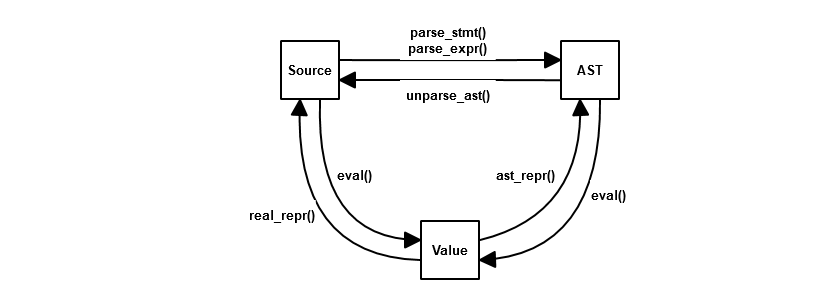 parse_stmt()
parse_expr()
Source
AST
unparse_ast()
eval()
ast_repr()
eval()
real_repr()
Value